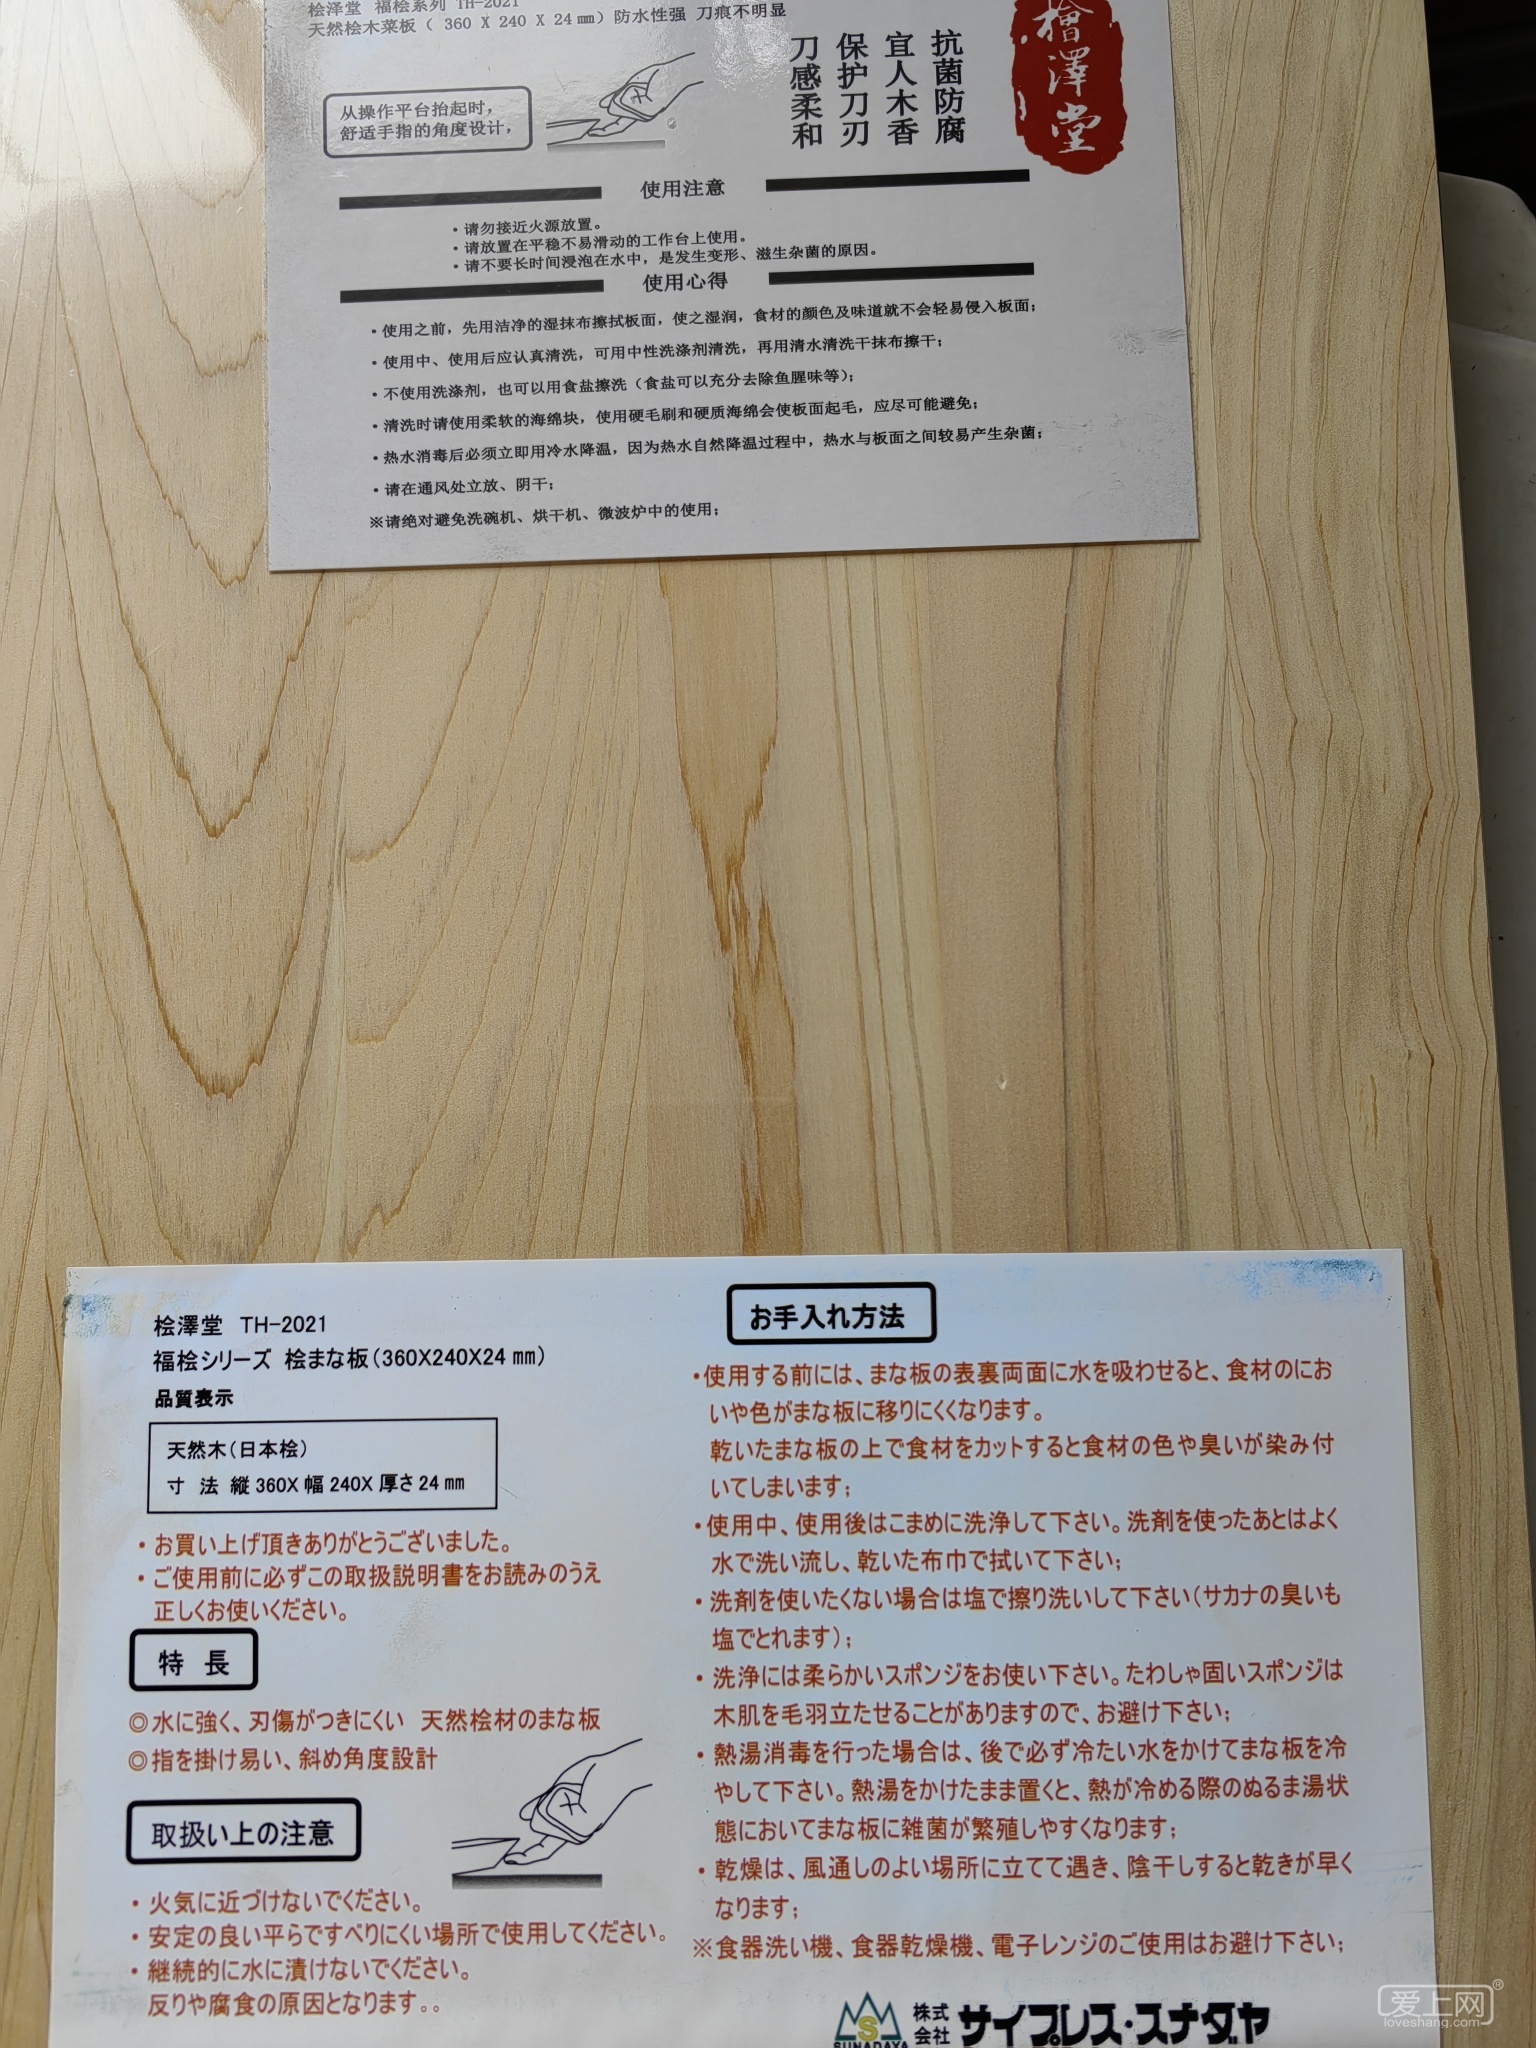 桧泽堂 福桧系列 TH-2021
天然桧木菜板（ 360 X 240 X 24㎜）防水性强 刀痕不明显
从操作平台抬起时，
舒适手指的角度设计，
抗菌防腐
宜人木香
保护刀刃
刀感柔和
檜澤堂
使用注意
・请勿接近火源放置。
・请放置在平稳不易滑动的工作台上使用。
・请不要长时间浸泡在水中，是发生变形、滋生杂菌的原因。
使用心得
・使用之前，先用洁净的湿抹布擦拭板面，使之湿润，食材的颜色及味道就不会轻易侵入板面；
・使用中、使用后应认真清洗，可用中性洗涤剂清洗，再用清水清洗干抹布擦干；
・不使用洗涤剂，也可以用食盐擦洗（食盐可以充分去除鱼腥味等）；
・清洗时请使用柔软的海绵块，使用硬毛刷和硬质海绵会使板面起毛，应尽可能避免；
・热水消毒后必须立即用冷水降温，因为热水自然降温过程中，热水与板面之间较易产生杂菌；
・请在通风处立放、阴干；
※请绝对避免洗碗机、烘干机、微波炉中的使用；
桧澤堂 TH-2021
福桧シリーズ 桧まな板（360X240X24㎜）
品質表示
天然木（日本桧）
寸 法 縦360X幅240X厚さ24㎜
・お買い上げ頂きありがとうございました。
・ご使用前に必ずこの取扱説明書をお読みのうえ
正しくお使いください。
特 長
◎水に強く、刃傷がつきにくい 天然桧材のまな板
◎指を掛け易い、斜め角度設計
取扱い上の注意
・火気に近づけないでください。
・安定の良い平らですべりにくい場所で使用してください。
・継続的に水に漬けないでください。
反りや腐食の原因となります。。
お手入れ方法
・使用する前には、まな板の表裏両面に水を吸わせると、食材のにお
いや色がまな板に移りにくくなります。
乾いたまな板の上で食材をカットすると食材の色や臭いが染み付
いてしまいます；
・使用中、使用後はこまめに洗浄して下さい。洗剤を使ったあとはよく
水で洗い流し、乾いた布巾で拭いて下さい；
・洗剤を使いたくない場合は塩で擦り洗いして下さい（サカナの臭いも
塩でとれます）；
・洗浄には柔らかいスポンジをお使い下さい。たわしゃ固いスポンジは
木肌を毛羽立たせることがありますので、お避け下さい；
・熱湯消毒を行った場合は、後で必ず冷たい水をかけてまな板を冷
やして下さい。熱湯をかけたまま置くと、熱が冷める際のぬるま湯状
態においてまな板に雑菌が繁殖しやすくなります；
・乾燥は、風通しのよい場所に立てて遇き、陰干しすると乾きが早く
なります；
※食器洗い機、食器乾燥機、電子レンジのご使用はお避け下さい；
S
SUNADAYA
株式会社 サイプレス・スナダヤ
爱上网®
loveshang.com